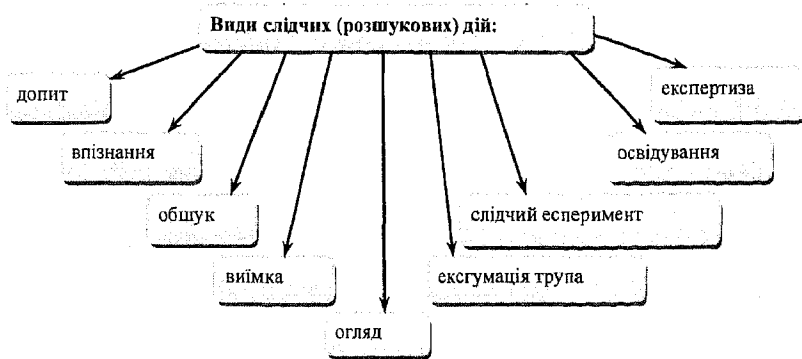 Види слідчих (розшукових) дій:
допит
експертиза
впізнання
освідування
обшук
слідчий есперимент
виїмка
ексгумація трупа
огляд